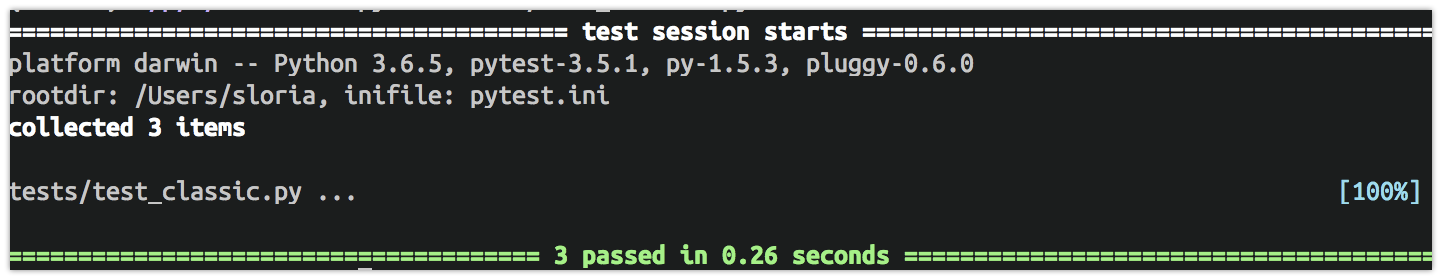 ===================================== test session starts ======================================
platform darwin -- Python 3.6.5, pytest-3.5.1, py-1.5.3, pluggy-0.6.0
rootdir: /Users/sloria, inifile: pytest.ini
collected 3 items
tests/test_classic.py ... [100%]
=================================== 3 passed in 0.26 seconds ===================================